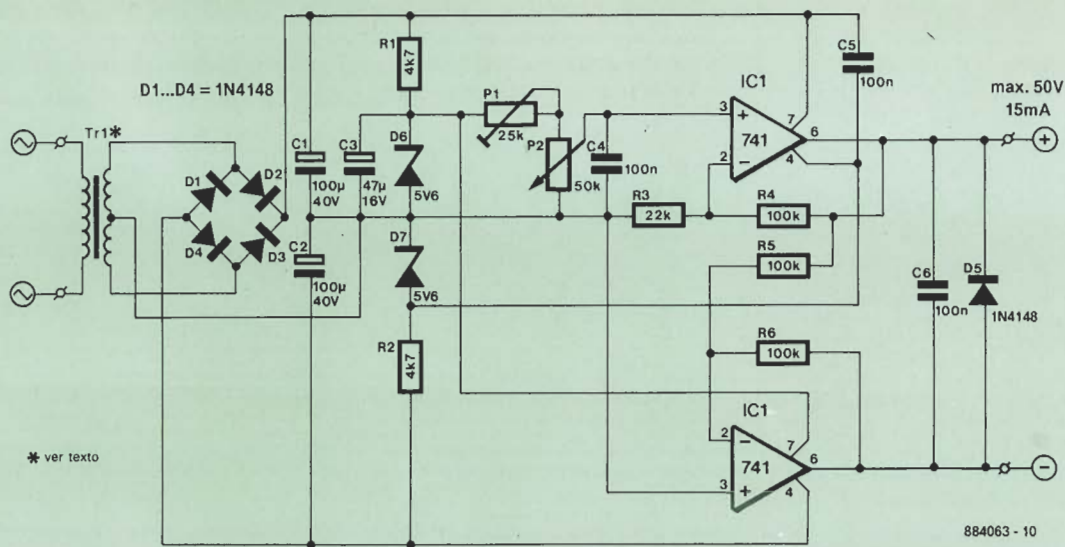 D1...D4 = 1N4148
Tr1*
D1
D2
D4
D3
C1
100µ
40V
C2
100µ
40V
C3
47µ
16V
R1
4k7
D6
5V6
D7
5V6
R2
4k7
P1
25k
P2
50k
C4
100n
R3
22k
IC1
741
3
+
2
-
7
6
4
C5
100n
R4
100k
R5
100k
R6
100k
IC1
741
2
-
3
+
7
6
4
C6
100n
D5
1N4148
max. 50V
15mA
+
-
* ver texto
884063 - 10